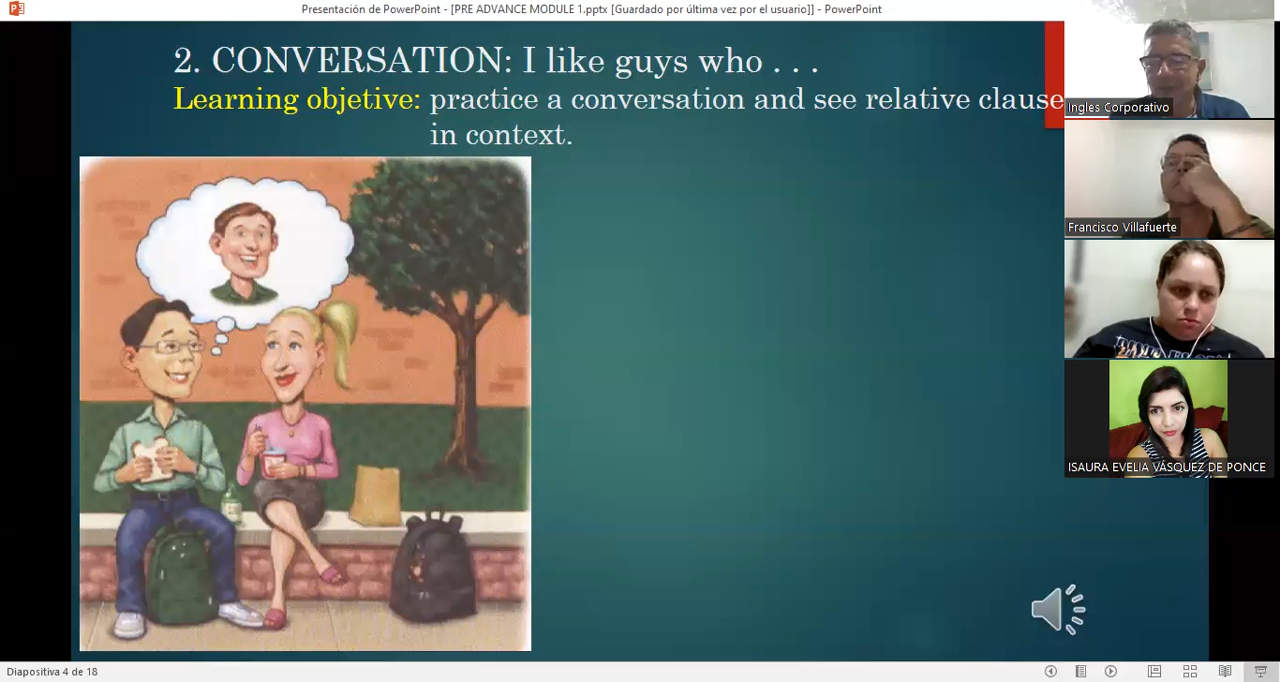 Presentación de PowerPoint - [PRE ADVANCE MODULE 1.pptx [Guardado por última vez por el usuario]] - PowerPoint
2. CONVERSATION: I like guys who . . .
Learning objetive: practice a conversation and see relative clause
in context.
Ingles Corporativo
Francisco Villafuerte
ISAURA EVELIA VÁSQUEZ DE PONCE
Diapositiva 4 de 18